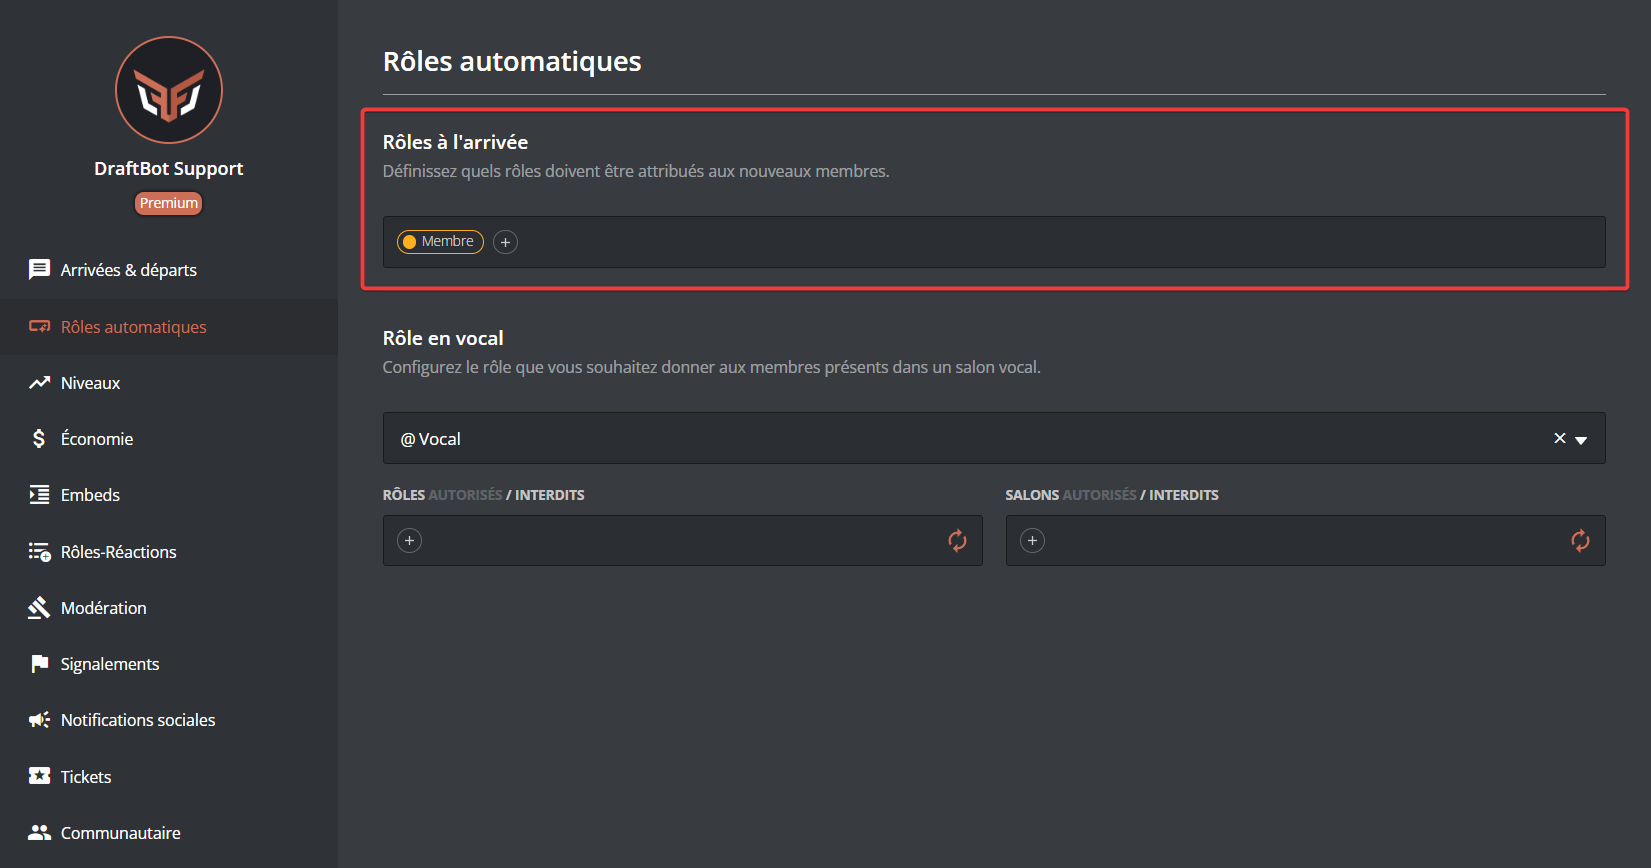 DraftBot Support
Premium
Arrivées & départs
Rôles automatiques
Niveaux
Économie
Embeds
Rôles-Réactions
Modération
Signalements
Notifications sociales
Tickets
Communautaire
Rôles automatiques
Rôles à l'arrivée
Définissez quels rôles doivent être attribués aux nouveaux membres.
Membre
Rôle en vocal
Configurez le rôle que vous souhaitez donner aux membres présents dans un salon vocal.
@ Vocal
RÔLES AUTORISÉS / INTERDITS
SALONS AUTORISÉS / INTERDITS